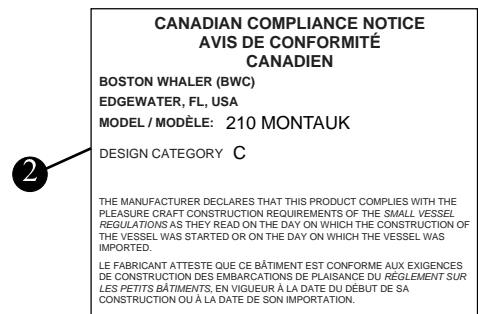 CANADIAN COMPLIANCE NOTICE
AVIS DE CONFORMITÉ
CANADIEN
BOSTON WHALER (BWC)
EDGEWATER, FL, USA
MODEL / MODÈLE: 210 MONTAUK
DESIGN CATEGORY C
2
THE MANUFACTURER DECLARES THAT THIS PRODUCT COMPLIES WITH THE
PLEASURE CRAFT CONSTRUCTION REQUIREMENTS OF THE SMALL VESSEL
REGULATIONS AS THEY READ ON THE DAY ON WHICH THE CONSTRUCTION OF
THE VESSEL WAS STARTED OR ON THE DAY ON WHICH THE VESSEL WAS
IMPORTED.
LE FABRICANT ATTESTE QUE CE BÂTIMENT EST CONFORME AUX EXIGENCES
DE CONSTRUCTION DES EMBARCATIONS DE PLAISANCE DU RÉGLEMENT SUR
LES PETITS BÂTIMENTS, EN VIGUEUR À LA DATE DU DÉBUT DE SA
CONSTRUCTION OU À LA DATE DE SON IMPORTATION.